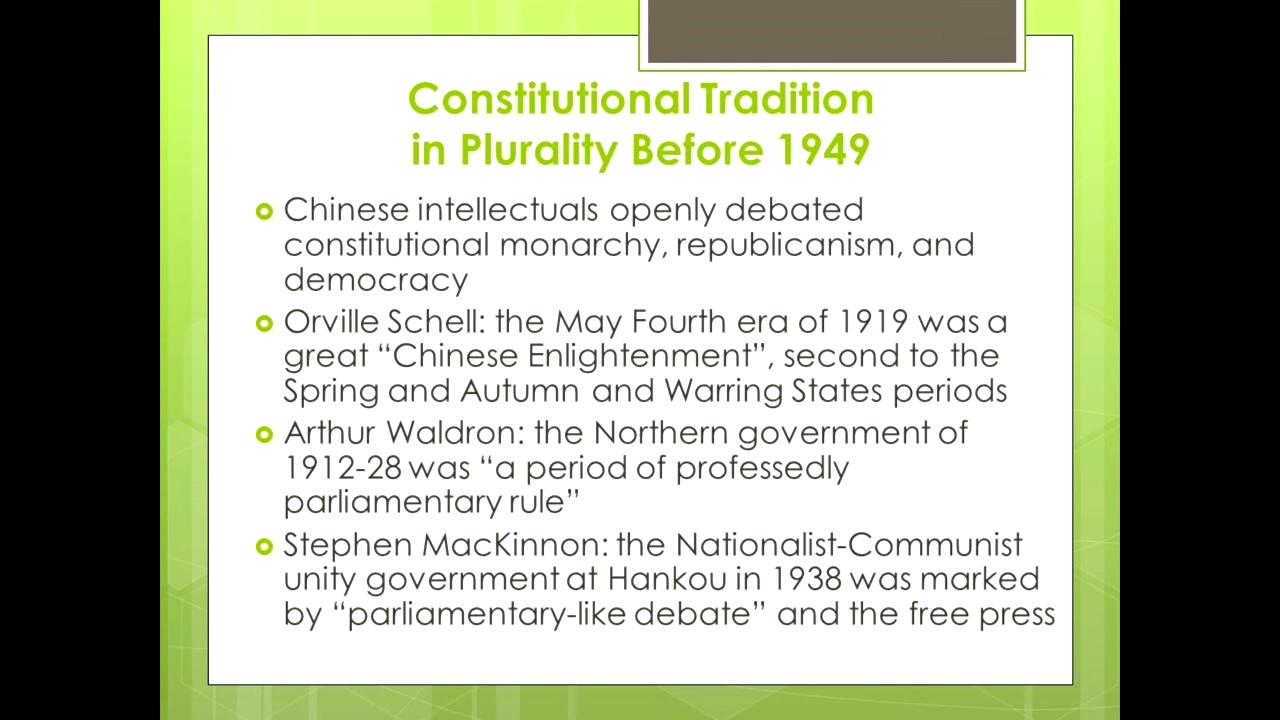 Constitutional Tradition
in Plurality Before 1949
Chinese intellectuals openly debated
constitutional monarchy, republicanism, and
democracy
Orville Schell: the May Fourth era of 1919 was a
great “Chinese Enlightenment”, second to the
Spring and Autumn and Warring States periods
Arthur Waldron: the Northern government of
1912-28 was “a period of professedly
parliamentary rule”
Stephen MacKinnon: the Nationalist-Communist
unity government at Hankou in 1938 was marked
by “parliamentary-like debate” and the free press